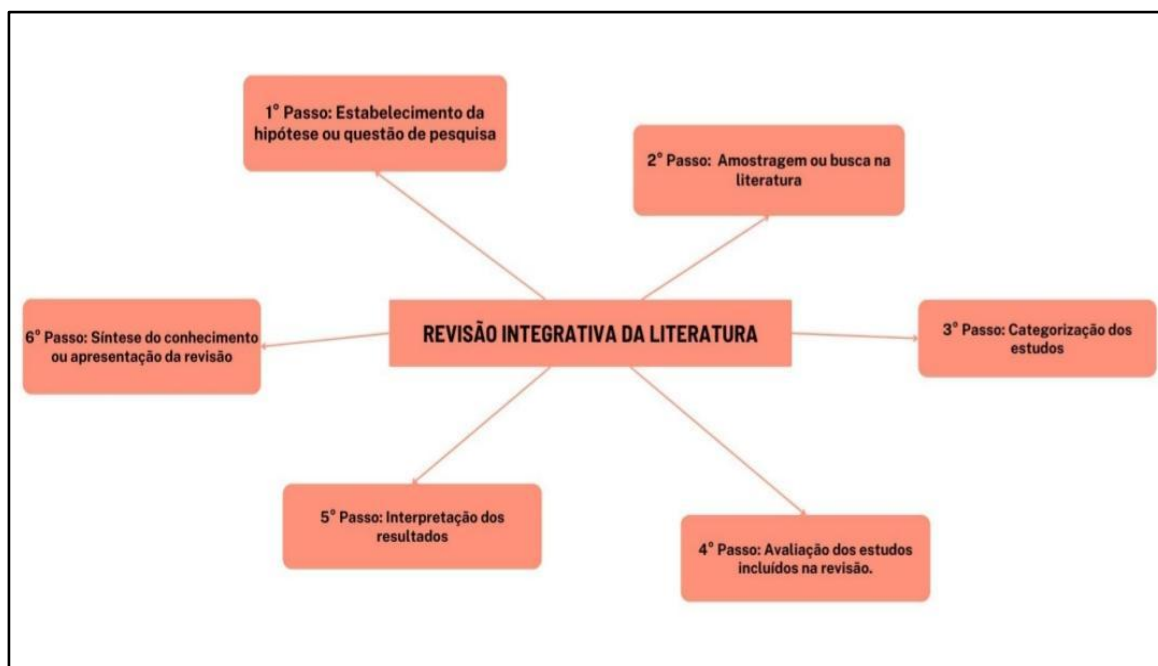 1° Passo: Estabelecimento da
hipótese ou questão de pesquisa
2° Passo: Amostragem ou busca na
literatura
REVISÃO INTEGRATIVA DA LITERATURA
3° Passo: Categorização dos
estudos
4° Passo: Avaliação dos estudos
incluídos na revisão.
5° Passo: Interpretação dos
resultados
6° Passo: Síntese do conhecimento
ou apresentação da revisão